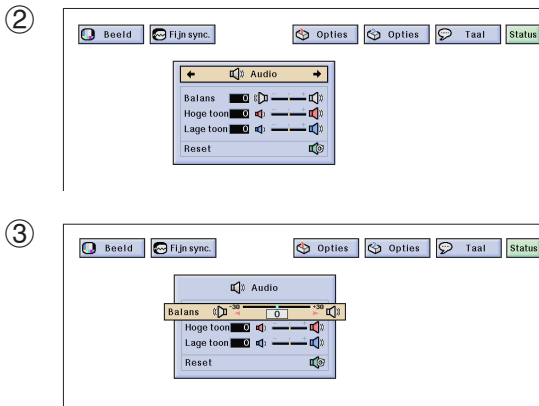 ②
Beeld Fijn sync. Opties Opties Taal Status
Audio
Balans 0
Hoge toon 0
Lage toon 0
Reset
③
Beeld Fijn sync. Opties Opties Taal Status
Audio
Balans -30 0 +30
Hoge toon 0
Lage toon 0
Reset